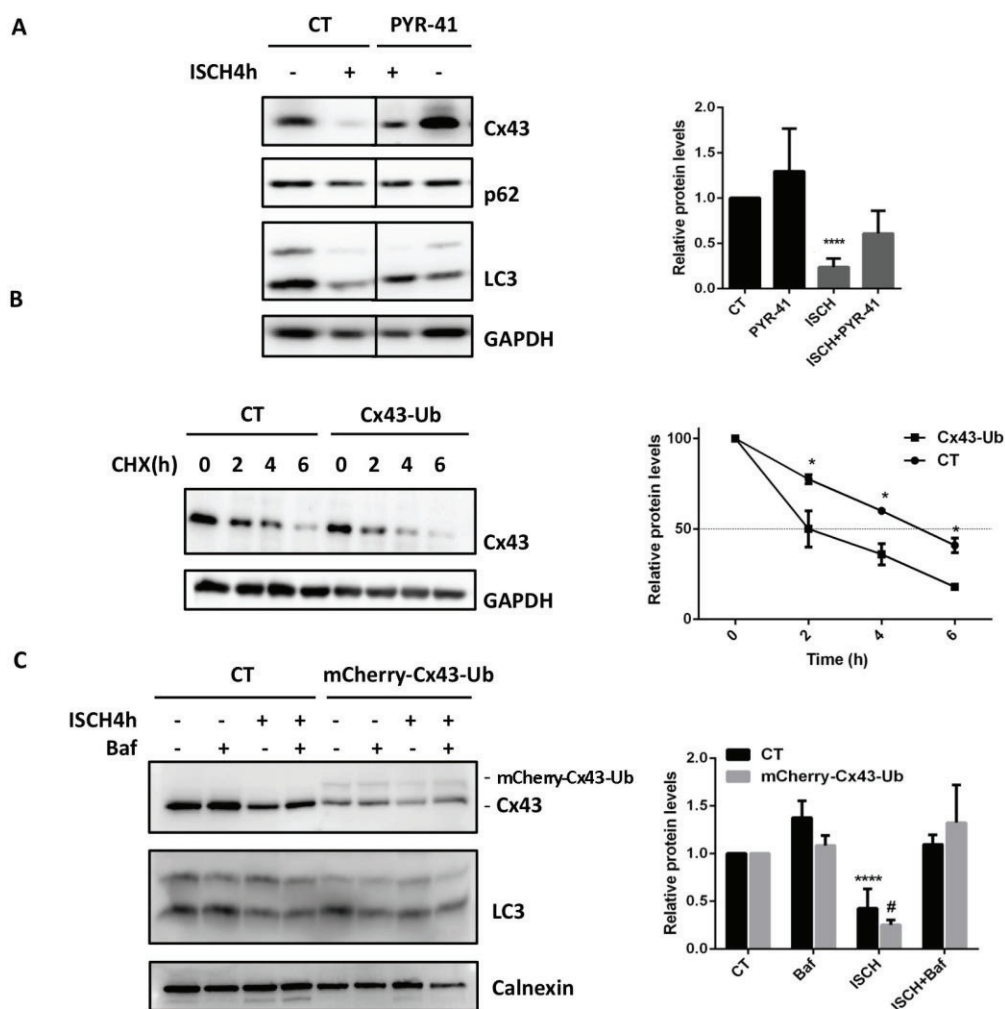 A
CT PYR-41
ISCH4h - + + -
Cx43
p62
LC3
GAPDH
Relative protein levels
2.0
1.5
1.0
0.5
0.0
****
CT PYR-41 ISCH ISCH+PYR-41
B
CT Cx43-Ub
CHX(h) 0 2 4 6 0 2 4 6
Cx43
GAPDH
Relative protein levels
100
50
0
* * *
Cx43-Ub
CT
0 2 4 6
Time (h)
C
CT mCherry-Cx43-Ub
ISCH4h - - + + - - + +
Baf - + - + - + - +
- mCherry-Cx43-Ub
- Cx43
LC3
Calnexin
Relative protein levels
2.0
1.5
1.0
0.5
0.0
CT
mCherry-Cx43-Ub
**** #
CT Baf ISCH ISCH+Baf